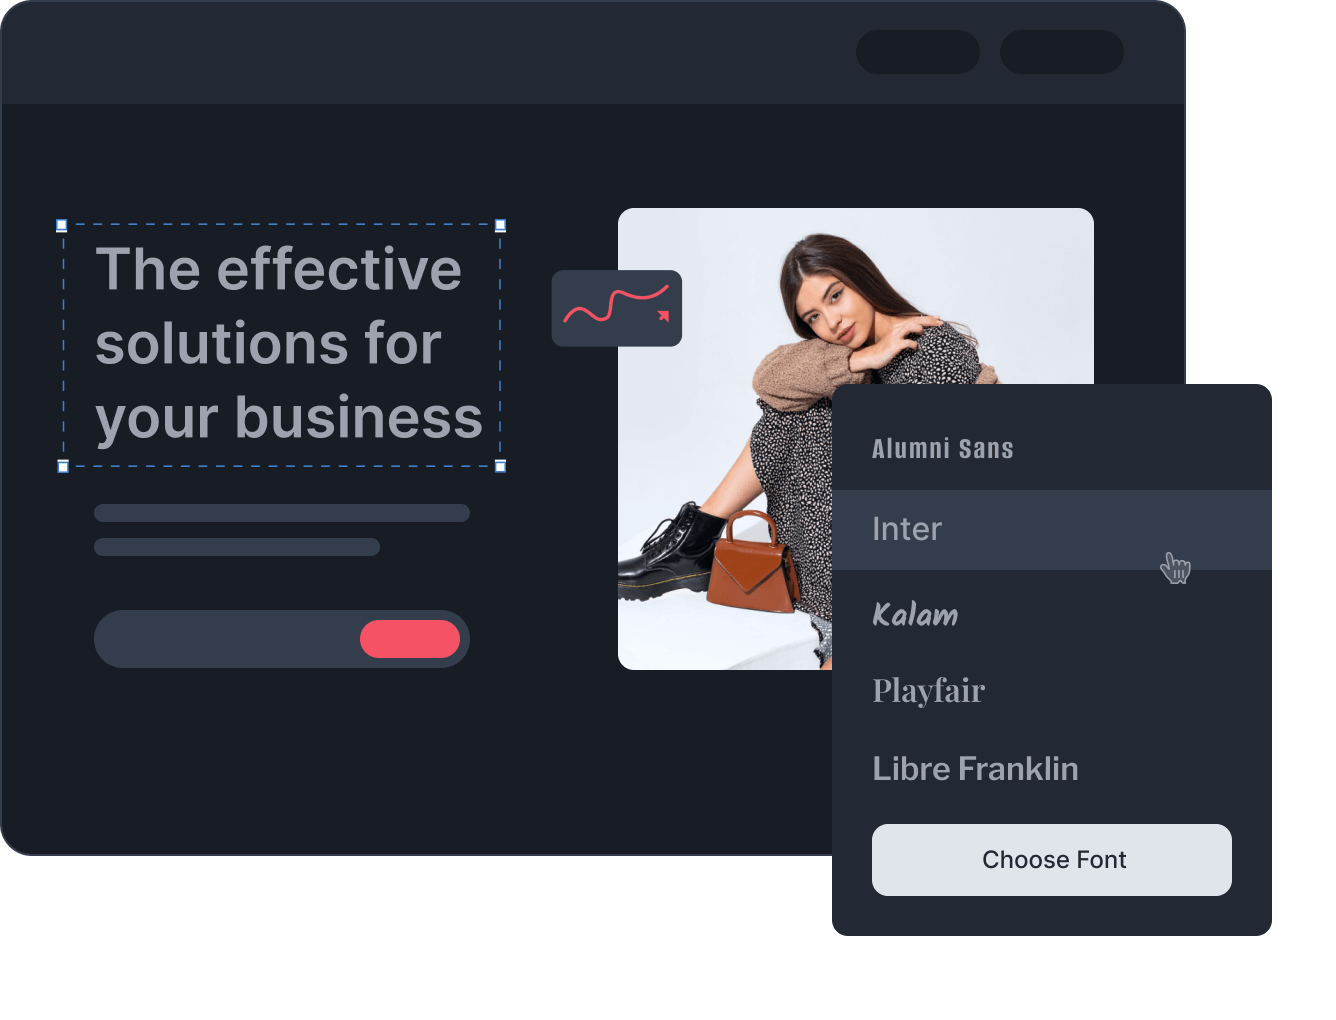 The effective
solutions for
your business
Alumni Sans
Inter
Kalam
Playfair
Libre Franklin
Choose Font